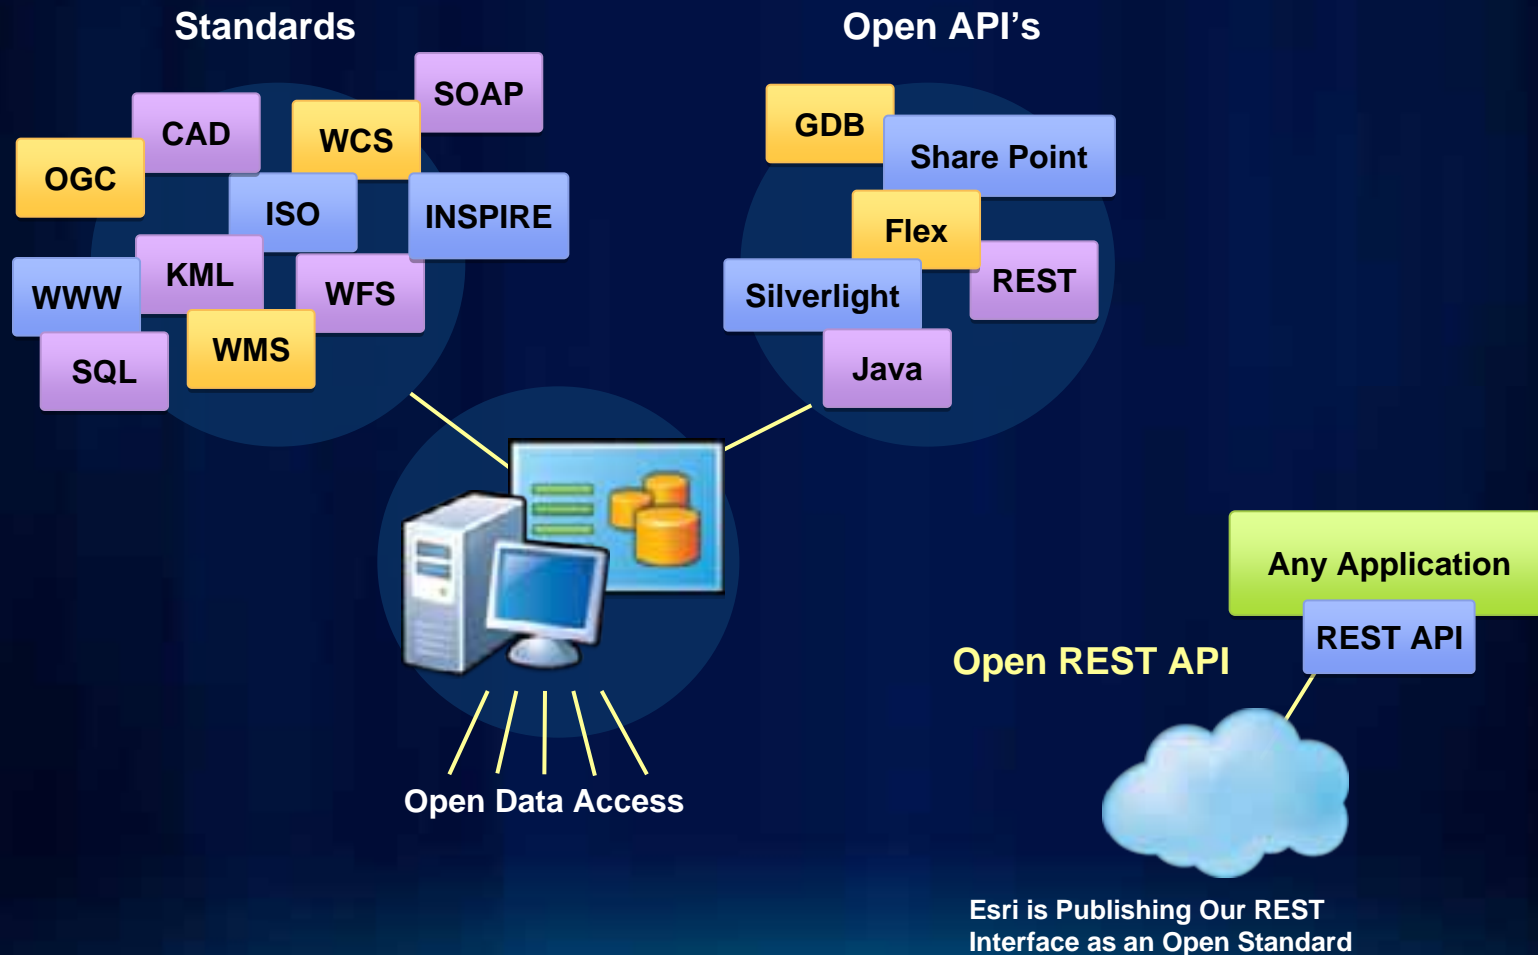 Standards
Open API's
SOAP
CAD
WCS
OGC
ISO
INSPIRE
KML
WWW
WFS
WMS
SQL
GDB
Share Point
Flex
REST
Silverlight
Java
Open Data Access
Any Application
REST API
Open REST API
Esri is Publishing Our REST
Interface as an Open Standard